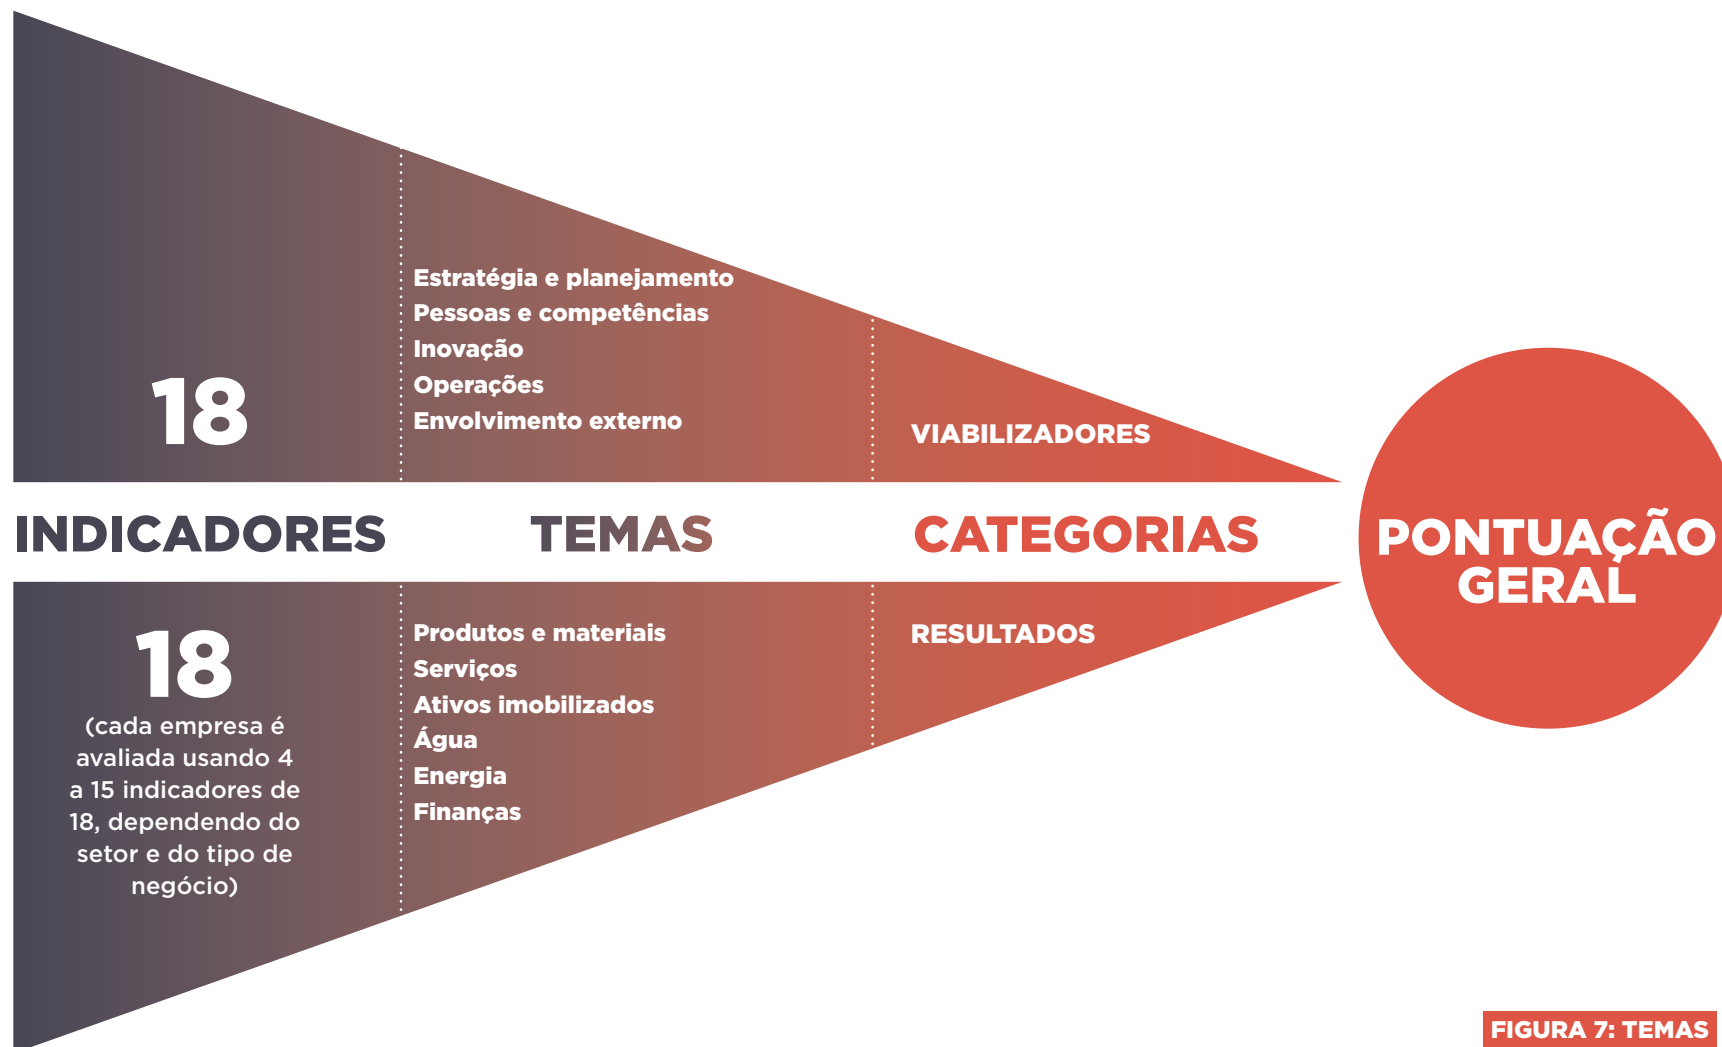 18
Estratégia e planejamento
Pessoas e competências
Inovação
Operações
Envolvimento externo
VIABILIZADORES
INDICADORES
TEMAS
CATEGORIAS
PONTUAÇÃO
GERAL
18
(cada empresa é
avaliada usando 4
a 15 indicadores de
18, dependendo do
setor e do tipo de
negócio)
Produtos e materiais
Serviços
Ativos imobilizados
Água
Energia
Finanças
RESULTADOS
FIGURA 7: TEMAS